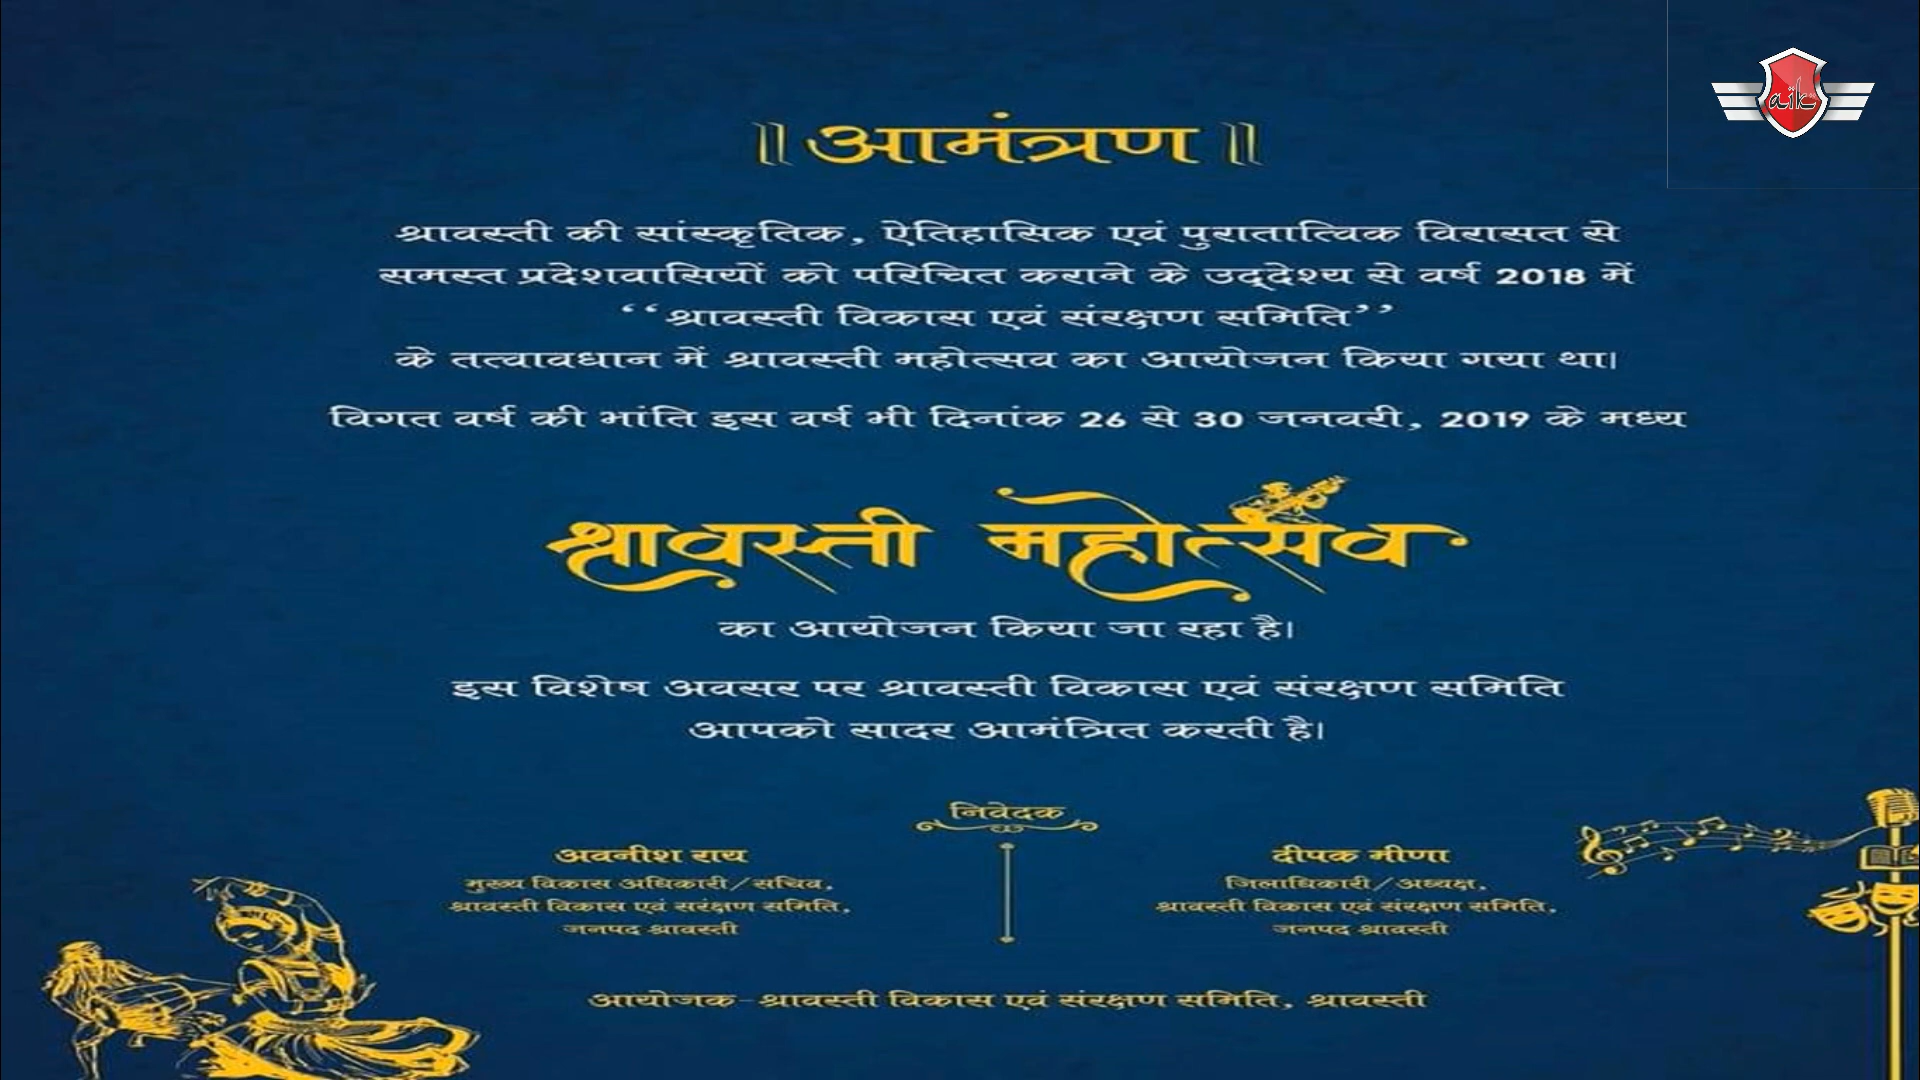 ॥ आमंत्रण ॥
aik
श्रावस्ती की सांस्कृतिक, ऐतिहासिक एवं पुरातात्विक विरासत से
समस्त प्रदेशवासियों को परिचित कराने के उद्देश्य से वर्ष 2018 में
‘‘श्रावस्ती विकास एवं संरक्षण समिति’’
के तत्वावधान में श्रावस्ती महोत्सव का आयोजन किया गया था।
विगत वर्ष की भांति इस वर्ष भी दिनांक 26 से 30 जनवरी, 2019 के मध्य
श्रावस्ती महोत्सव
का आयोजन किया जा रहा है।
इस विशेष अवसर पर श्रावस्ती विकास एवं संरक्षण समिति
आपको सादर आमंत्रित करती है।
निवेदक
अवनीश राय
मुख्य विकास अधिकारी/सचिव,
श्रावस्ती विकास एवं सरंक्षण समिति,
जनपद श्रावस्ती
दीपक मीणा
जिलाधिकारी/अध्यक्ष,
श्रावस्ती विकास एवं संरक्षण समिति,
जनपद श्रावस्ती
आयोजक-श्रावस्ती विकास एवं संरक्षण समिति, श्रावस्ती